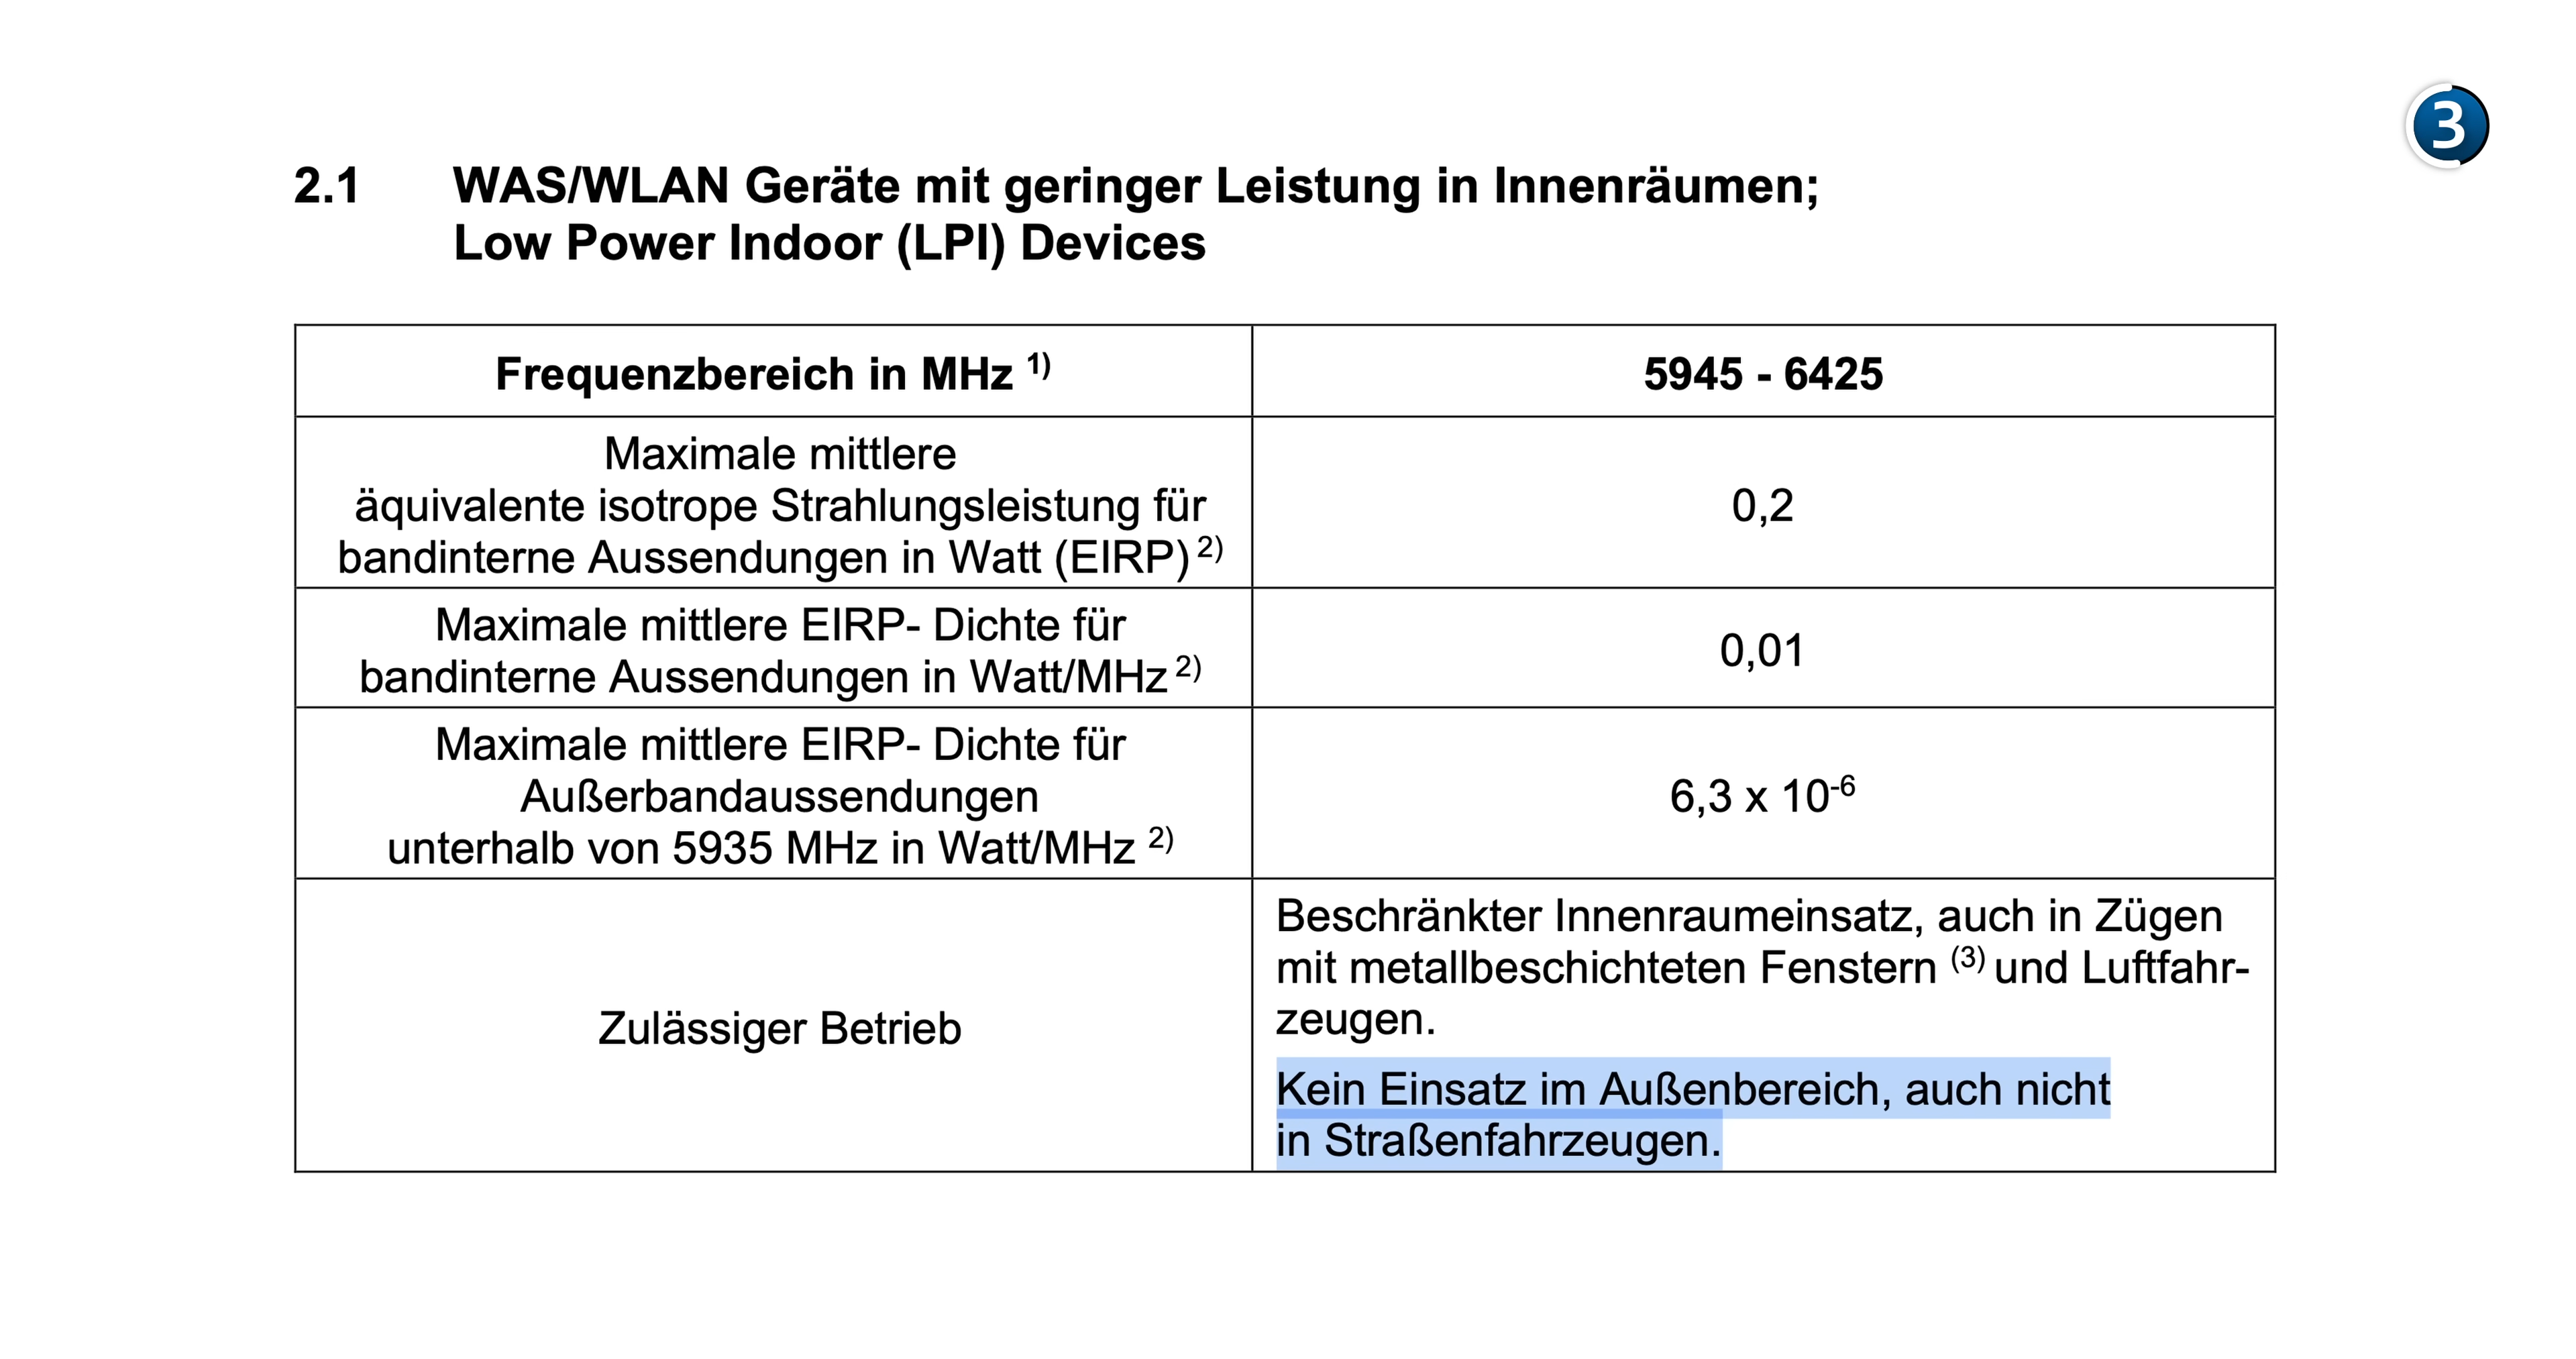 3
2.1 WAS/WLAN Geräte mit geringer Leistung in Innenräumen;
Low Power Indoor (LPI) Devices
Frequenzbereich in MHz ¹⁾ 5945 - 6425
Maximale mittlere
äquivalente isotrope Strahlungsleistung für
bandinterne Aussendungen in Watt (EIRP) ²⁾
0,2
Maximale mittlere EIRP- Dichte für
bandinterne Aussendungen in Watt/MHz ²⁾
0,01
Maximale mittlere EIRP- Dichte für
Außerbandaussendungen
unterhalb von 5935 MHz in Watt/MHz ²⁾
6,3 x 10⁻⁶
Zulässiger Betrieb
Beschränkter Innenraumeinsatz, auch in Zügen
mit metallbeschichteten Fenstern ⁽³⁾ und Luftfahr-
zeugen.
Kein Einsatz im Außenbereich, auch nicht
in Straßenfahrzeugen.